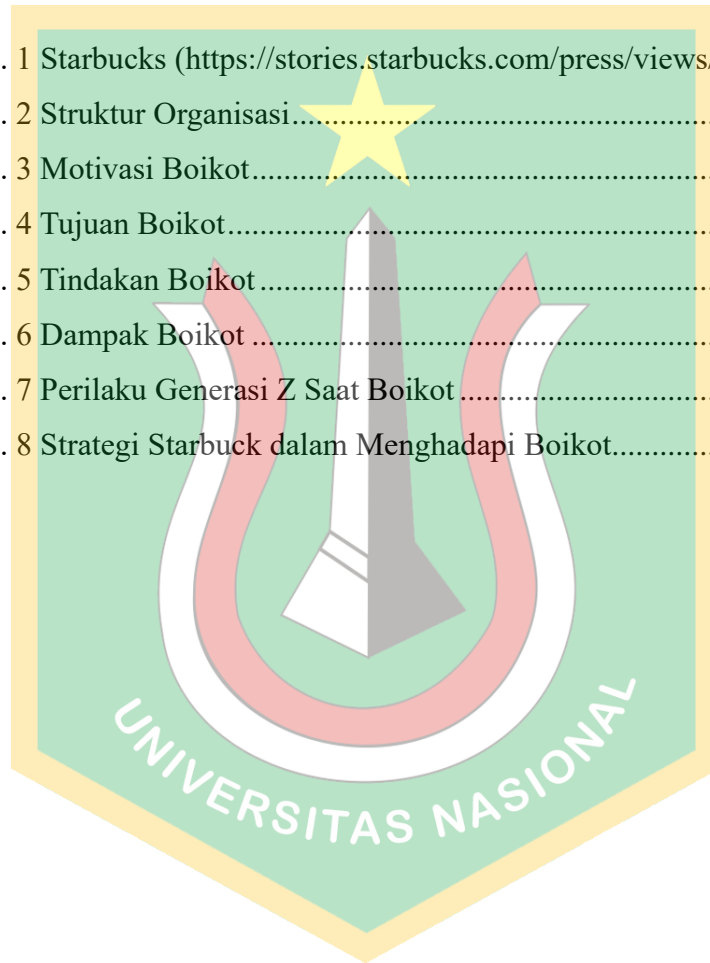 . 1 Starbucks (https://stories.starbucks.com/press/views/
. 2 Struktur Organisasi....................................................
. 3 Motivasi Boikot.........................................................
. 4 Tujuan Boikot............................................................
. 5 Tindakan Boikot ........................................................
. 6 Dampak Boikot .........................................................
. 7 Perilaku Generasi Z Saat Boikot ...............................
. 8 Strategi Starbuck dalam Menghadapi Boikot............
UNIVERSITAS NASIONAL